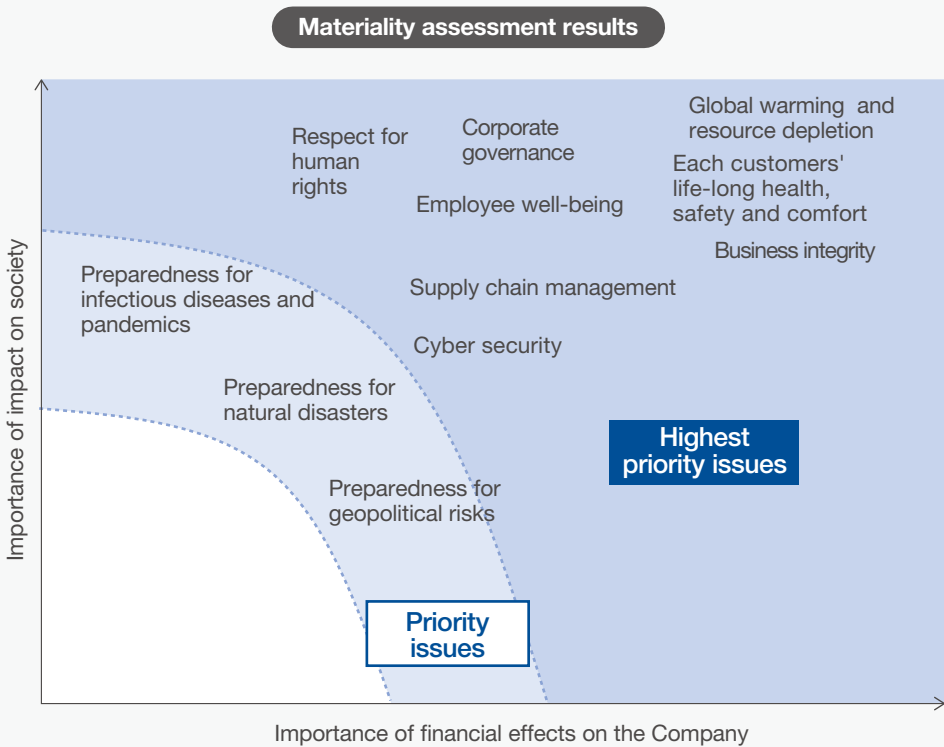 Materiality assessment results
Importance of impact on society
Respect for
human
rights
Corporate
governance
Global warming and
resource depletion
Each customers'
life-long health,
safety and comfort
Employee well-being
Business integrity
Supply chain management
Cyber security
Preparedness for
infectious diseases and
pandemics
Preparedness for
natural disasters
Preparedness for
geopolitical risks
Highest
priority issues
Priority
issues
Importance of financial effects on the Company